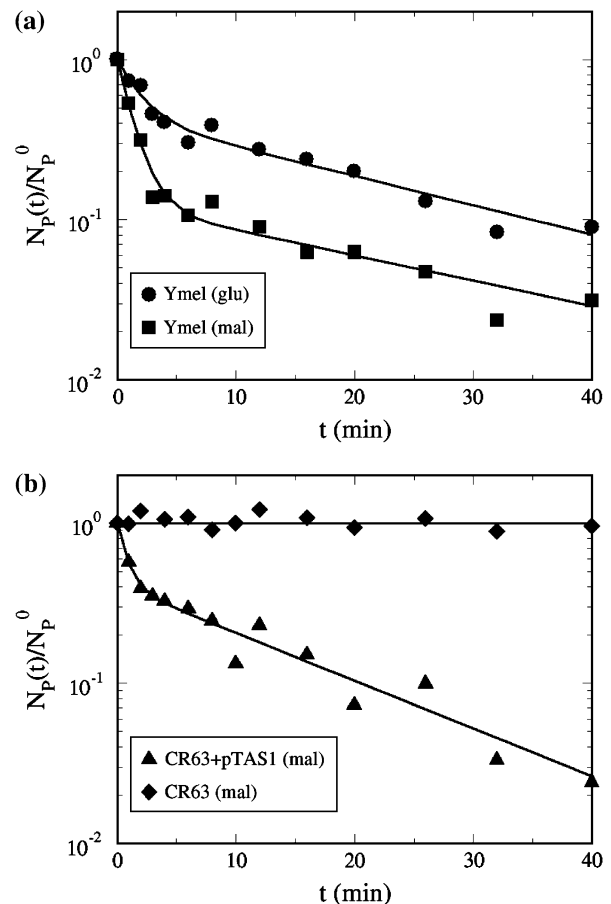 (a)
10^0
10^-1
10^-2
N_P(t)/N_P^0
Ymel (glu)
Ymel (mal)
0 10 20 30 40
t (min)
(b)
10^0
10^-1
10^-2
N_P(t)/N_P^0
CR63+pTAS1 (mal)
CR63 (mal)
0 10 20 30 40
t (min)